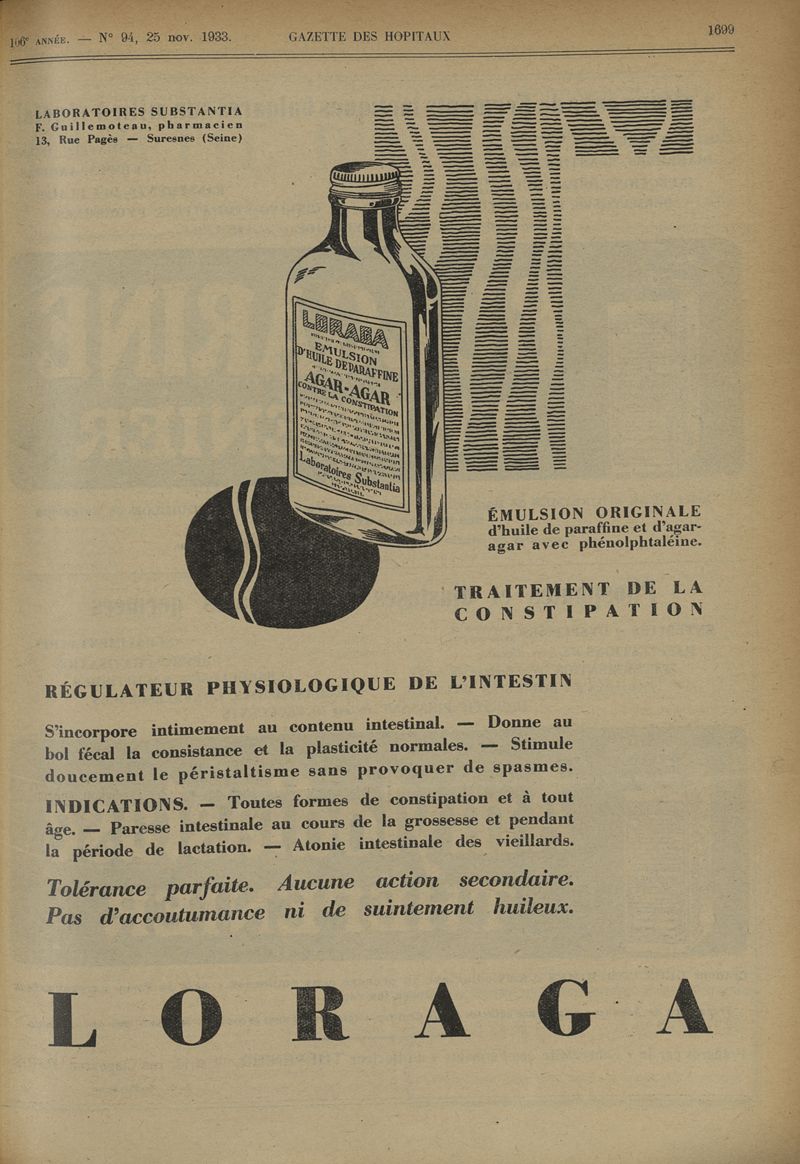 106e ANNÉE. — N° 94, 25 nov. 1933. GAZETTE DES HOPITAUX 1699
LABORATOIRES SUBSTANTIA
F. Guillemoteau, pharmacien
13, Rue Pagès — Suresnes (Seine)
LORAGA
EMULSION
D'HUILE DE PARAFFINE
AGAR-AGAR
CONTRE LA CONSTIPATION
Laboratoires Substantia
ÉMULSION ORIGINALE
d'huile de paraffine et d'agar-
agar avec phénolphtaléine.
TRAITEMENT DE LA
CONSTIPATION
RÉGULATEUR PHYSIOLOGIQUE DE L'INTESTIN
S'incorpore intimement au contenu intestinal. — Donne au
bol fécal la consistance et la plasticité normales. — Stimule
doucement le péristaltisme sans provoquer de spasmes.
INDICATIONS. — Toutes formes de constipation et à tout
âge. — Paresse intestinale au cours de la grossesse et pendant
la période de lactation. — Atonie intestinale des vieillards.
Tolérance parfaite. Aucune action secondaire.
Pas d'accoutumance ni de suintement huileux.
LORAGA